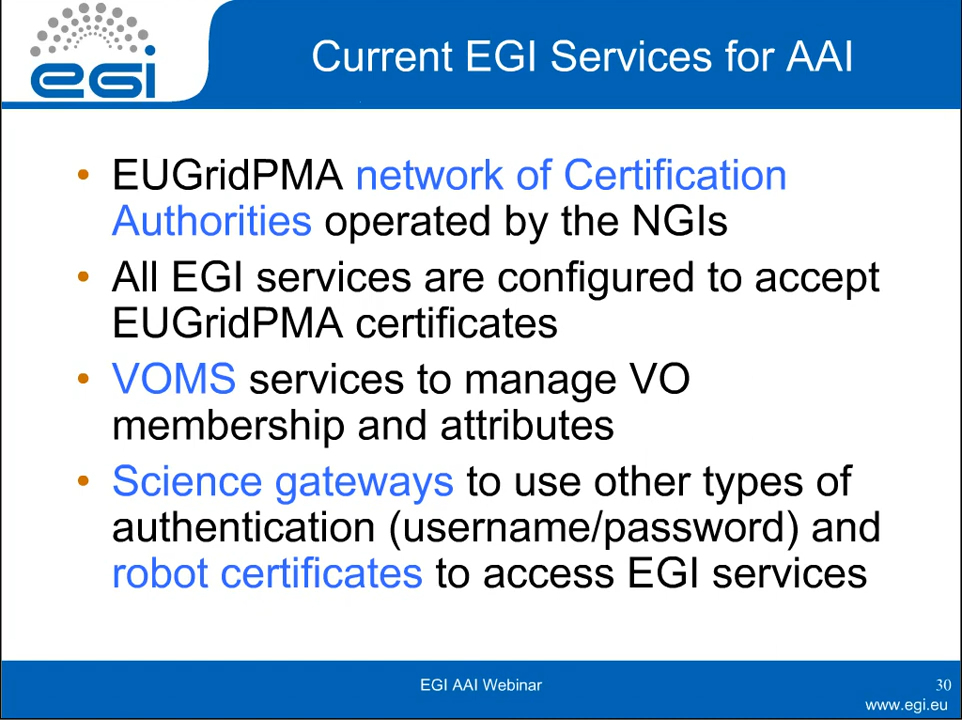 egi
Current EGI Services for AAI
• EUGridPMA network of Certification
Authorities operated by the NGIs
• All EGI services are configured to accept
EUGridPMA certificates
• VOMS services to manage VO
membership and attributes
• Science gateways to use other types of
authentication (username/password) and
robot certificates to access EGI services
EGI AAI Webinar
30
www.egi.eu